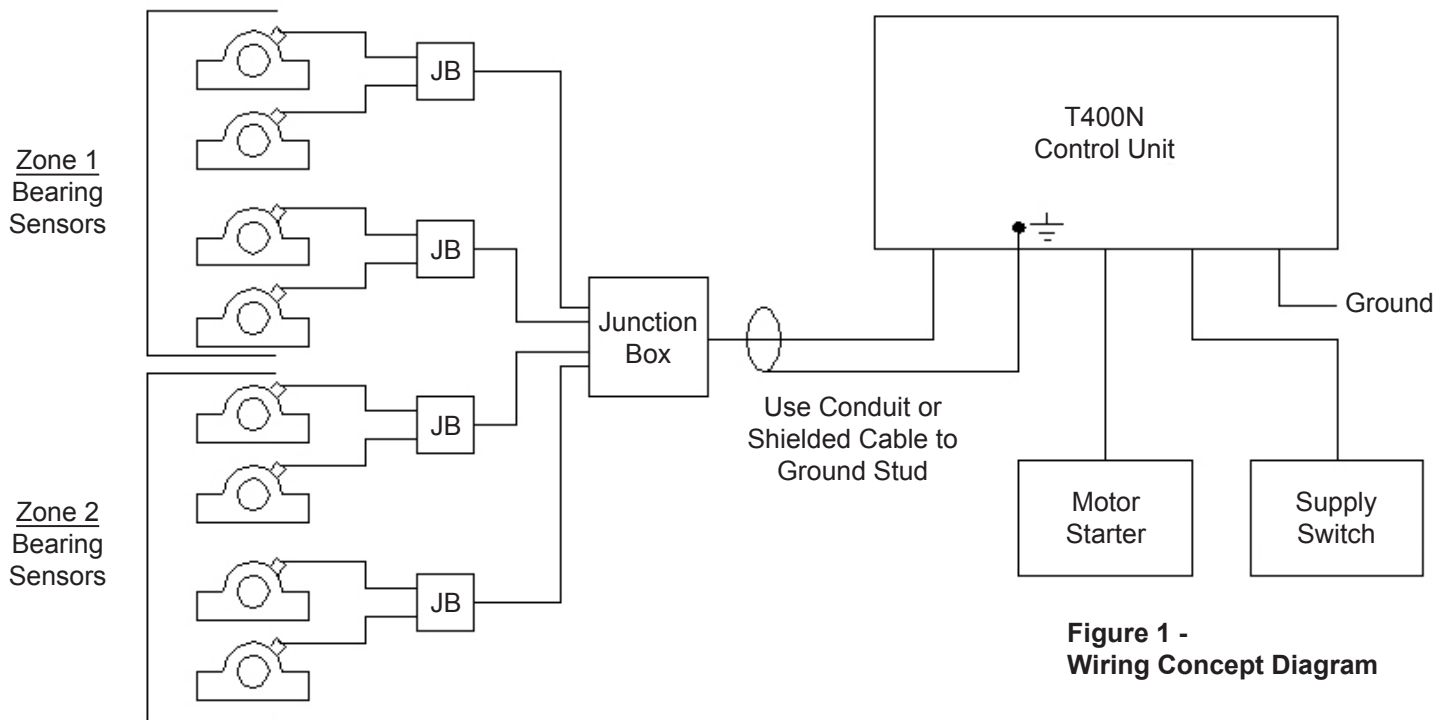 Zone 1
Bearing
Sensors
Zone 2
Bearing
Sensors
JB
JB
JB
JB
Junction
Box
Use Conduit or
Shielded Cable to
Ground Stud
T400N
Control Unit
Ground
Motor
Starter
Supply
Switch
Figure 1 -
Wiring Concept Diagram